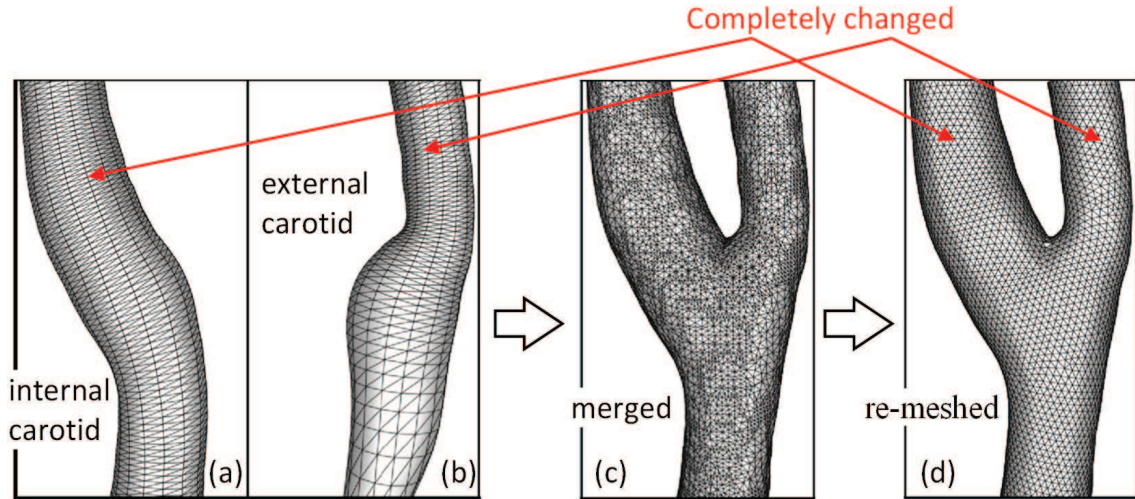 Completely changed
external
carotid
internal
carotid
merged
re-meshed
(a)
(b)
(c)
(d)